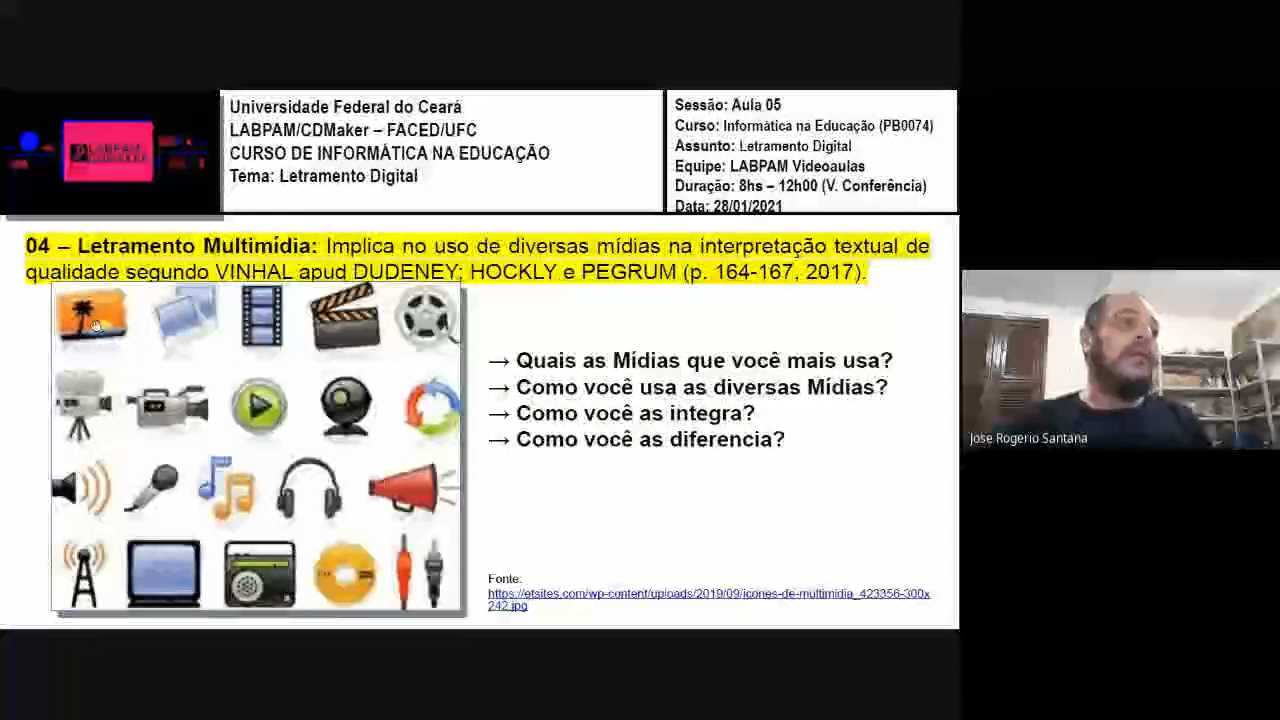 Universidade Federal do Ceará
LABPAM/CDMaker – FACED/UFC
CURSO DE INFORMÁTICA NA EDUCAÇÃO
Tema: Letramento Digital
Sessão: Aula 05
Curso: Informática na Educação (PB0074)
Assunto: Letramento Digital
Equipe: LABPAM Videoaulas
Duração: 8hs – 12h00 (V. Conferência)
Data: 28/01/2021
LABPAM
04 – Letramento Multimídia: Implica no uso de diversas mídias na interpretação textual de
qualidade segundo VINHAL apud DUDENEY; HOCKLY e PEGRUM (p. 164-167, 2017).
→ Quais as Mídias que você mais usa?
→ Como você usa as diversas Mídias?
→ Como você as integra?
→ Como você as diferencia?
Jose Rogerio Santana
Fonte:
https://etsites.com/wp-content/uploads/2019/09/icones-de-multimidia_423356-300x
242.jpg